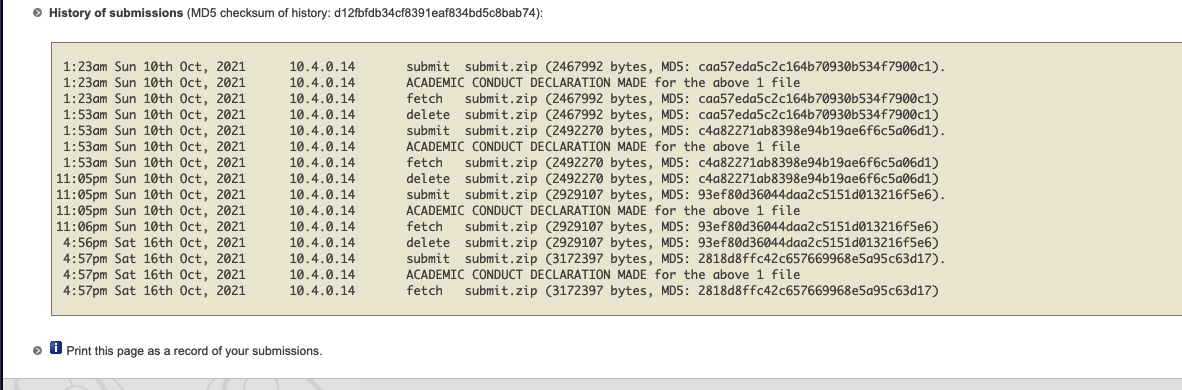 History of submissions (MD5 checksum of history: d12fbfdb34cf8391eaf834bd5c8bab74):
1:23am Sun 10th Oct, 2021 10.4.0.14 submit submit.zip (2467992 bytes, MD5: caa57eda5c2c164b70930b534f7900c1).
1:23am Sun 10th Oct, 2021 10.4.0.14 ACADEMIC CONDUCT DECLARATION MADE for the above 1 file
1:23am Sun 10th Oct, 2021 10.4.0.14 fetch submit.zip (2467992 bytes, MD5: caa57eda5c2c164b70930b534f7900c1)
1:53am Sun 10th Oct, 2021 10.4.0.14 delete submit.zip (2467992 bytes, MD5: caa57eda5c2c164b70930b534f7900c1)
1:53am Sun 10th Oct, 2021 10.4.0.14 submit submit.zip (2492270 bytes, MD5: c4a82271ab8398e94b19ae6f6c5a06d1).
1:53am Sun 10th Oct, 2021 10.4.0.14 ACADEMIC CONDUCT DECLARATION MADE for the above 1 file
1:53am Sun 10th Oct, 2021 10.4.0.14 fetch submit.zip (2492270 bytes, MD5: c4a82271ab8398e94b19ae6f6c5a06d1)
11:05pm Sun 10th Oct, 2021 10.4.0.14 delete submit.zip (2492270 bytes, MD5: c4a82271ab8398e94b19ae6f6c5a06d1)
11:05pm Sun 10th Oct, 2021 10.4.0.14 submit submit.zip (2929107 bytes, MD5: 93ef80d36044daa2c5151d013216f5e6).
11:05pm Sun 10th Oct, 2021 10.4.0.14 ACADEMIC CONDUCT DECLARATION MADE for the above 1 file
11:06pm Sun 10th Oct, 2021 10.4.0.14 fetch submit.zip (2929107 bytes, MD5: 93ef80d36044daa2c5151d013216f5e6)
4:56pm Sat 16th Oct, 2021 10.4.0.14 delete submit.zip (2929107 bytes, MD5: 93ef80d36044daa2c5151d013216f5e6)
4:57pm Sat 16th Oct, 2021 10.4.0.14 submit submit.zip (3172397 bytes, MD5: 2818d8ffc42c657669968e5a95c63d17).
4:57pm Sat 16th Oct, 2021 10.4.0.14 ACADEMIC CONDUCT DECLARATION MADE for the above 1 file
4:57pm Sat 16th Oct, 2021 10.4.0.14 fetch submit.zip (3172397 bytes, MD5: 2818d8ffc42c657669968e5a95c63d17)
Print this page as a record of your submissions.